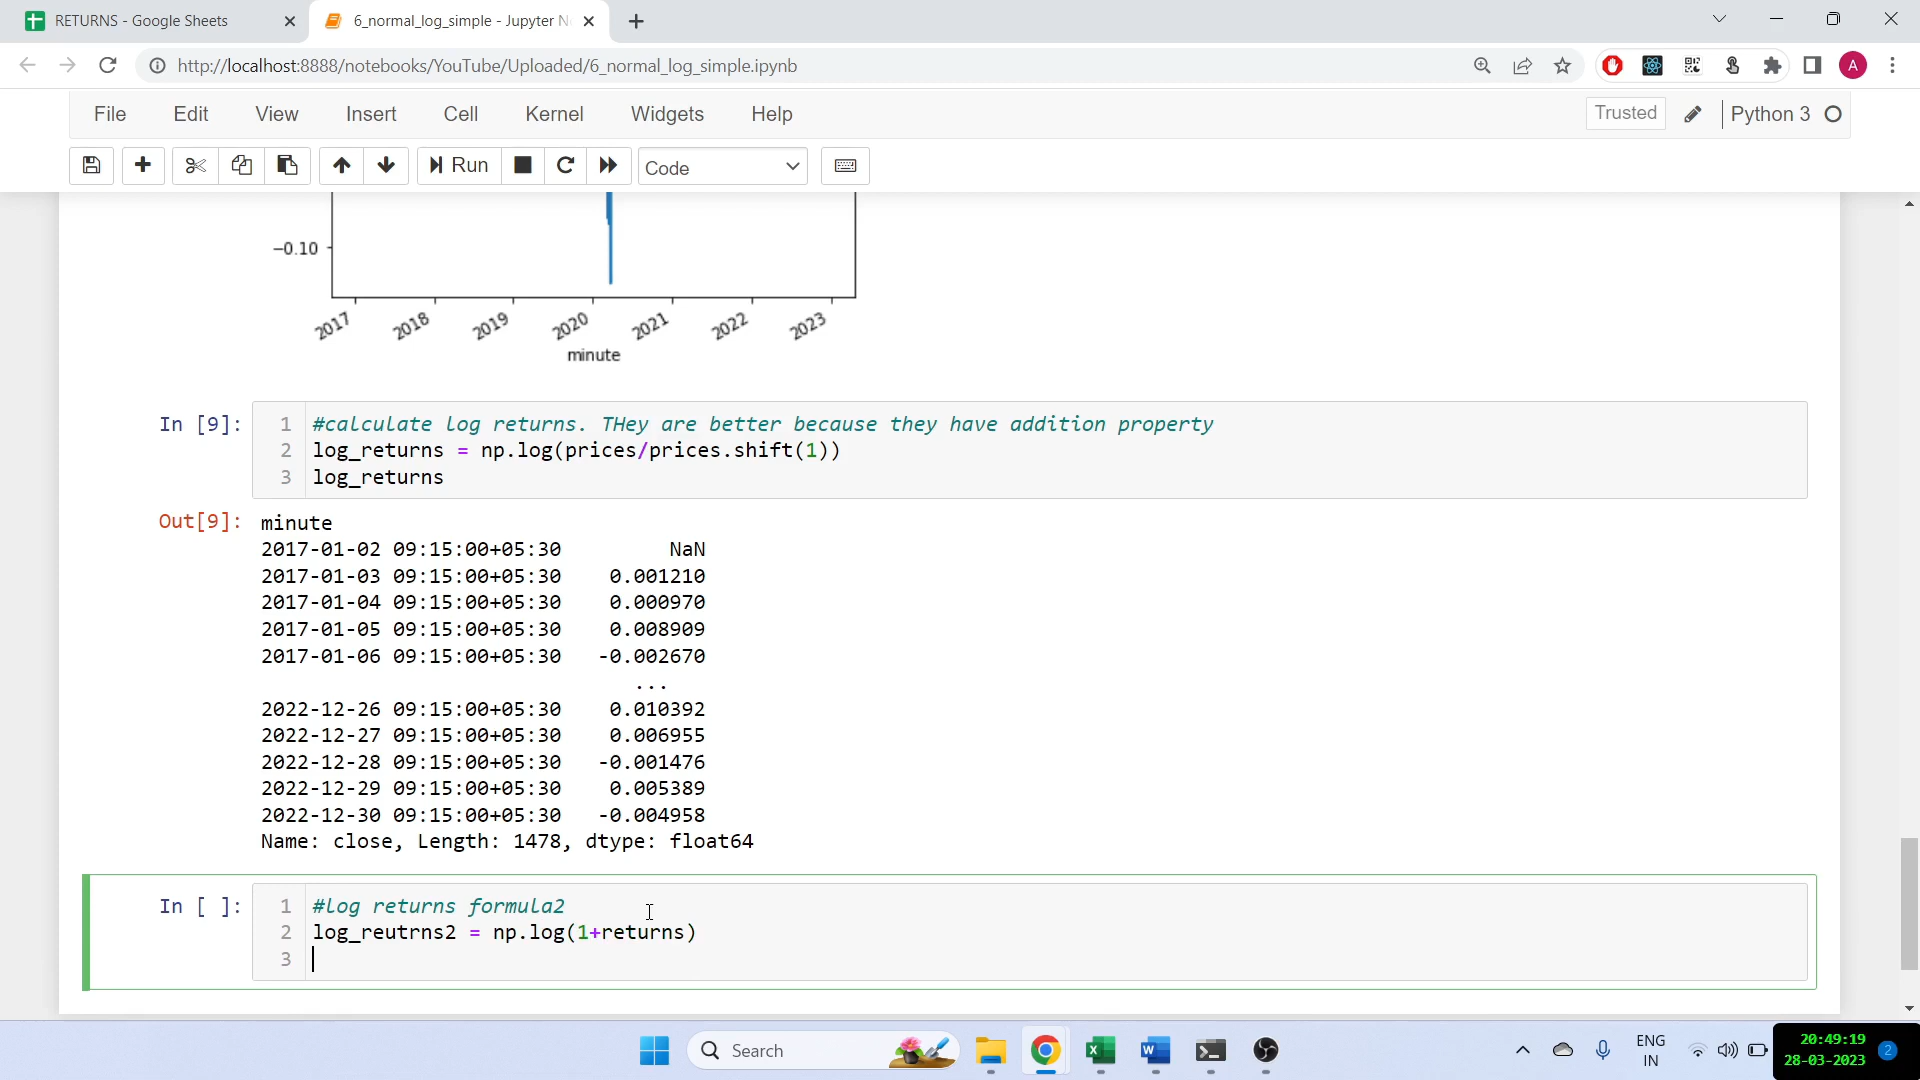 RETURNS - Google Sheets
6_normal_log_simple - Jupyter N
http://localhost:8888/notebooks/YouTube/Uploaded/6_normal_log_simple.ipynb
A
File Edit View Insert Cell Kernel Widgets Help
Trusted Python 3
Run Code
−0.10
2017 2018 2019 2020 2021 2022 2023
minute
In [9]:
1 #calculate log returns. THey are better because they have addition property
2 log_returns = np.log(prices/prices.shift(1))
3 log_returns
Out[9]: minute
2017-01-02 09:15:00+05:30 NaN
2017-01-03 09:15:00+05:30 0.001210
2017-01-04 09:15:00+05:30 0.000970
2017-01-05 09:15:00+05:30 0.008909
2017-01-06 09:15:00+05:30 -0.002670
...
2022-12-26 09:15:00+05:30 0.010392
2022-12-27 09:15:00+05:30 0.006955
2022-12-28 09:15:00+05:30 -0.001476
2022-12-29 09:15:00+05:30 0.005389
2022-12-30 09:15:00+05:30 -0.004958
Name: close, Length: 1478, dtype: float64
In [ ]:
1 #log returns formula2
2 log_reutrns2 = np.log(1+returns)
3
Search
ENG
IN
20:49:19
28-03-2023
2